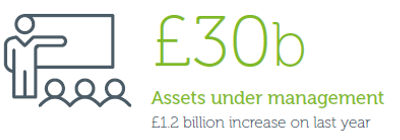 £30b
Assets under management
£1.2 billion increase on last year